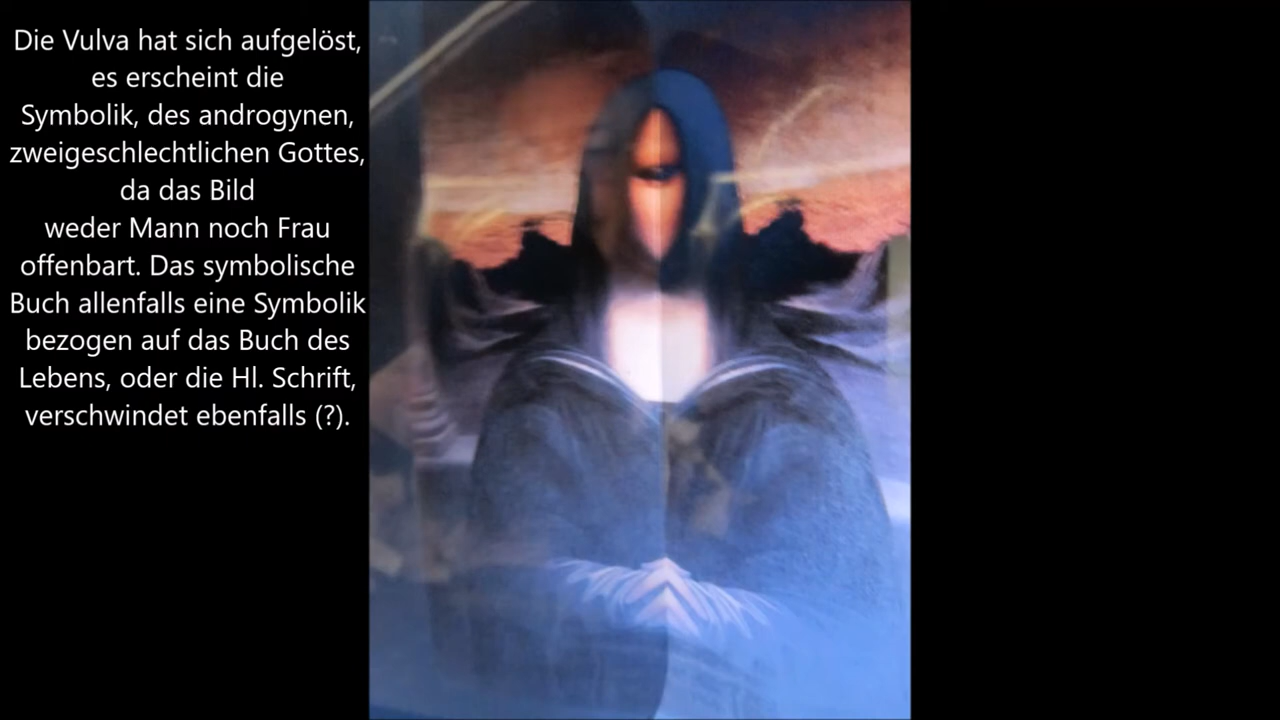 Die Vulva hat sich aufgelöst,
es erscheint die
Symbolik, des androgynen,
zweigeschlechtlichen Gottes,
da das Bild
weder Mann noch Frau
offenbart. Das symbolische
Buch allenfalls eine Symbolik
bezogen auf das Buch des
Lebens, oder die Hl. Schrift,
verschwindet ebenfalls (?).